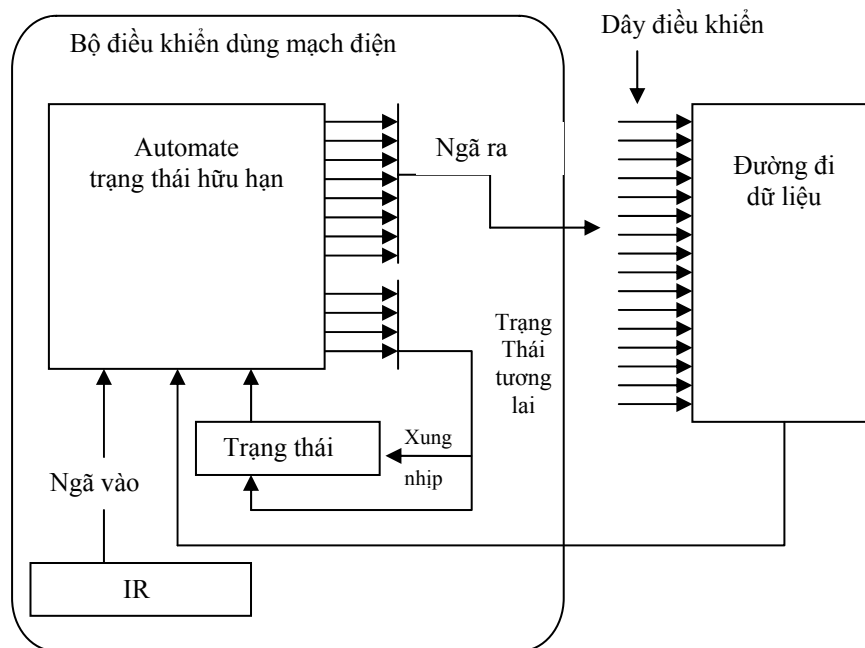 Bộ điều khiển dùng mạch điện
Dây điều khiển
Automate
trạng thái hữu hạn
Ngã ra
Đường đi
dữ liệu
Trạng
Thái
tương
lai
Trạng thái
Xung
nhịp
Ngã vào
IR